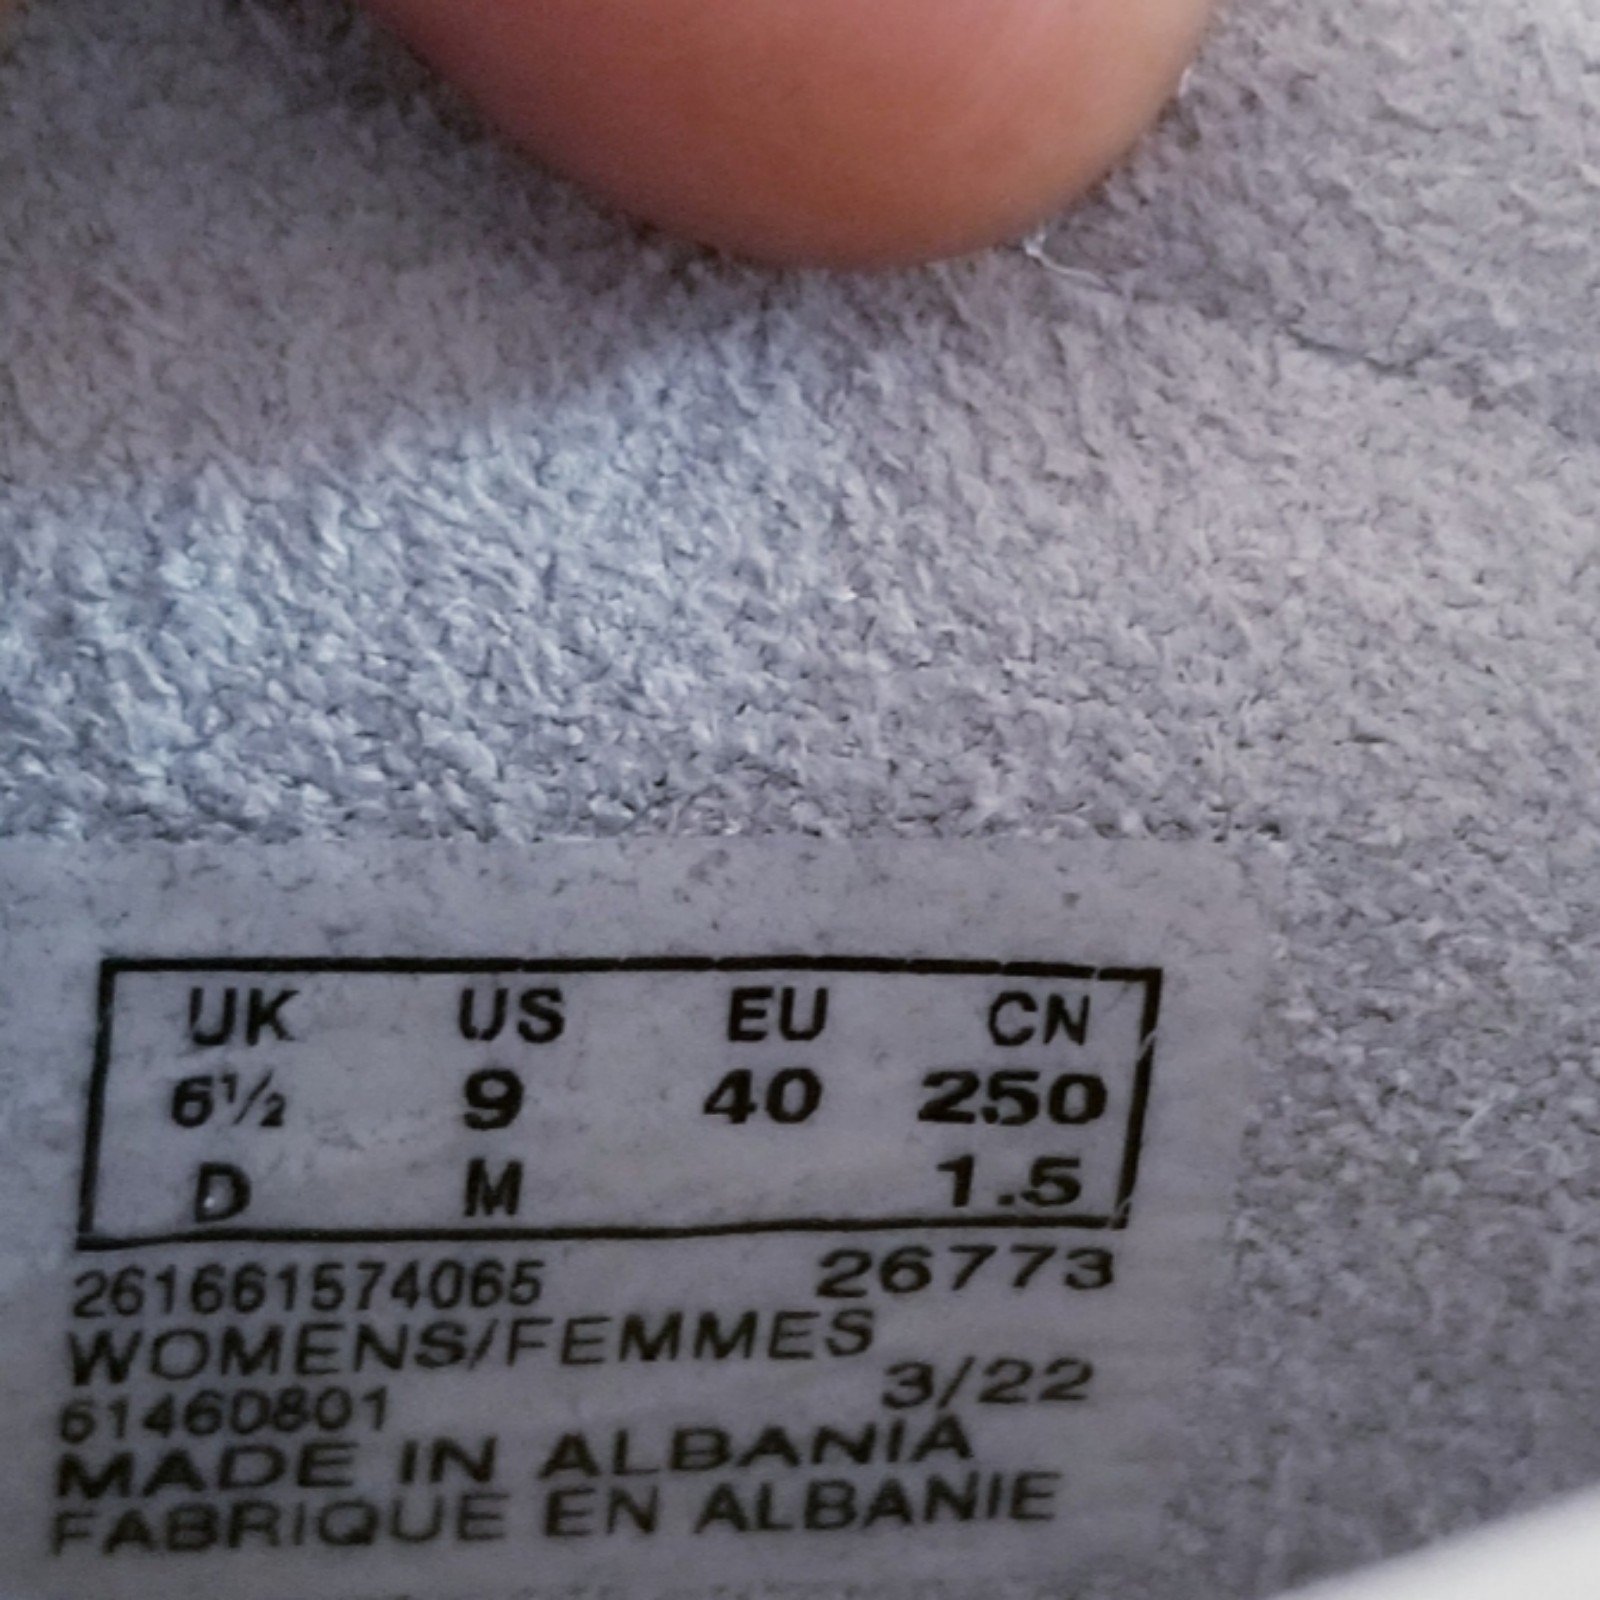 UK US EU CN
6½ 9 40 250
D M 1.5
261661574065 26773
WOMENS/FEMMES
61460801 3/22
MADE IN ALBANIA
FABRIQUE EN ALBANIE